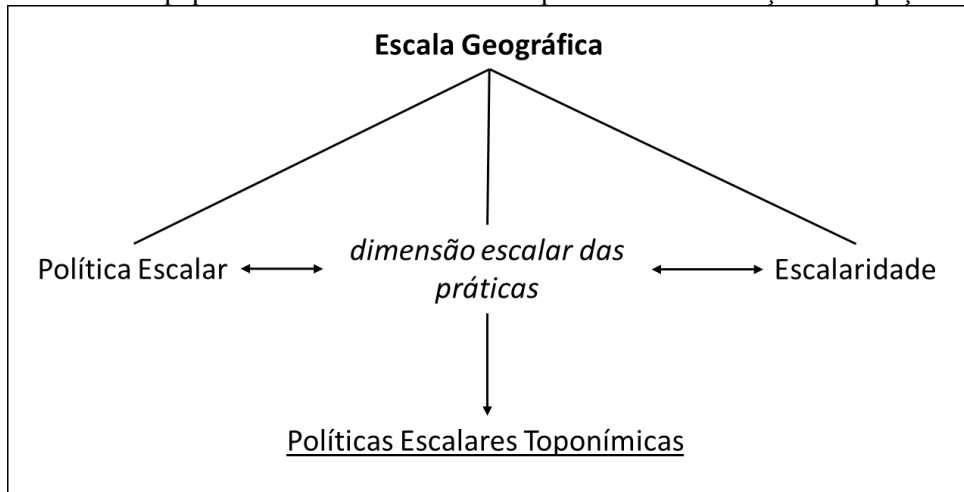 Escala Geográfica
Política Escalar
dimensão escalar das
práticas
Escalaridade
Políticas Escalares Toponímicas